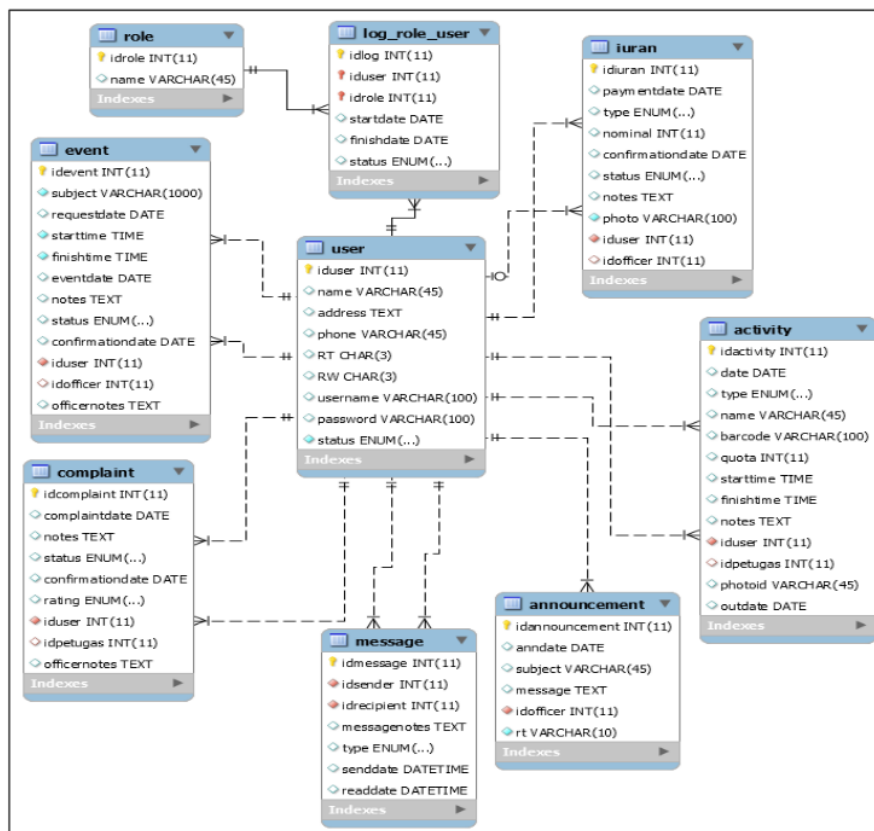 role
idrole INT(11)
name VARCHAR(45)
Indexes
log_role_user
idlog INT(11)
iduser INT(11)
idrole INT(11)
startdate DATE
finishdate DATE
status ENUM(...)
Indexes
iuran
idiuran INT(11)
paymentdate DATE
type ENUM(...)
nominal INT(11)
confirmationdate DATE
status ENUM(...)
notes TEXT
photo VARCHAR(100)
iduser INT(11)
idofficer INT(11)
Indexes
event
idevent INT(11)
subject VARCHAR(1000)
requestdate DATE
starttime TIME
finishtime TIME
eventdate DATE
notes TEXT
status ENUM(...)
confirmationdate DATE
iduser INT(11)
idofficer INT(11)
officernotes TEXT
Indexes
user
iduser INT(11)
name VARCHAR(45)
address TEXT
phone VARCHAR(45)
RT CHAR(3)
RW CHAR(3)
username VARCHAR(100)
password VARCHAR(100)
status ENUM(...)
Indexes
activity
idactivity INT(11)
date DATE
type ENUM(...)
name VARCHAR(45)
barcode VARCHAR(100)
quota INT(11)
starttime TIME
finishtime TIME
notes TEXT
iduser INT(11)
idpetugas INT(11)
photoid VARCHAR(45)
outdate DATE
Indexes
complaint
idcomplaint INT(11)
complaintdate DATE
notes TEXT
status ENUM(...)
confirmationdate DATE
rating ENUM(...)
iduser INT(11)
idpetugas INT(11)
officernotes TEXT
Indexes
message
idmessage INT(11)
idsender INT(11)
idrecipient INT(11)
messagenotes TEXT
type ENUM(...)
senddate DATETIME
readdate DATETIME
Indexes
announcement
idannouncement INT(11)
anndate DATE
subject VARCHAR(45)
message TEXT
idofficer INT(11)
rt VARCHAR(10)
Indexes